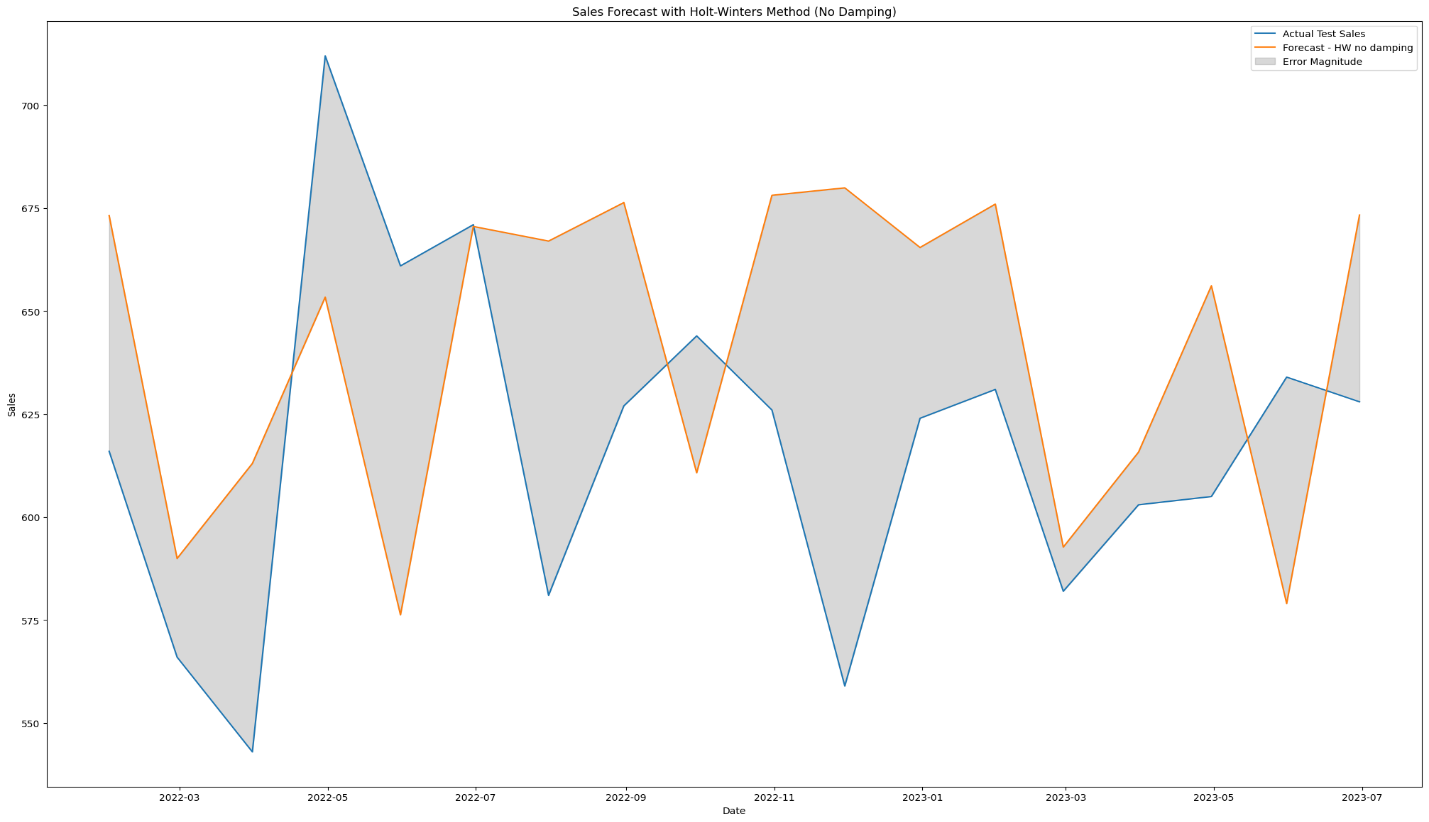 Sales Forecast with Holt-Winters Method (No Damping)
Actual Test Sales
Forecast - HW no damping
Error Magnitude
700
675
650
625
600
575
550
Sales
2022-03 2022-05 2022-07 2022-09 2022-11 2023-01 2023-03 2023-05 2023-07
Date